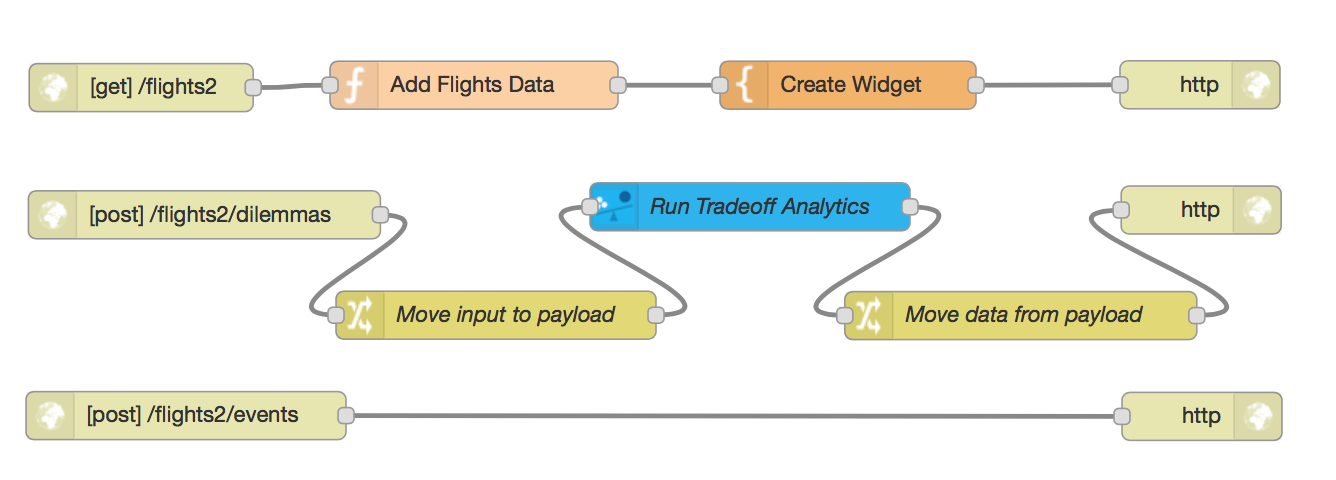 [get] /flights2
Add Flights Data
Create Widget
http
[post] /flights2/dilemmas
Run Tradeoff Analytics
http
Move input to payload
Move data from payload
[post] /flights2/events
http